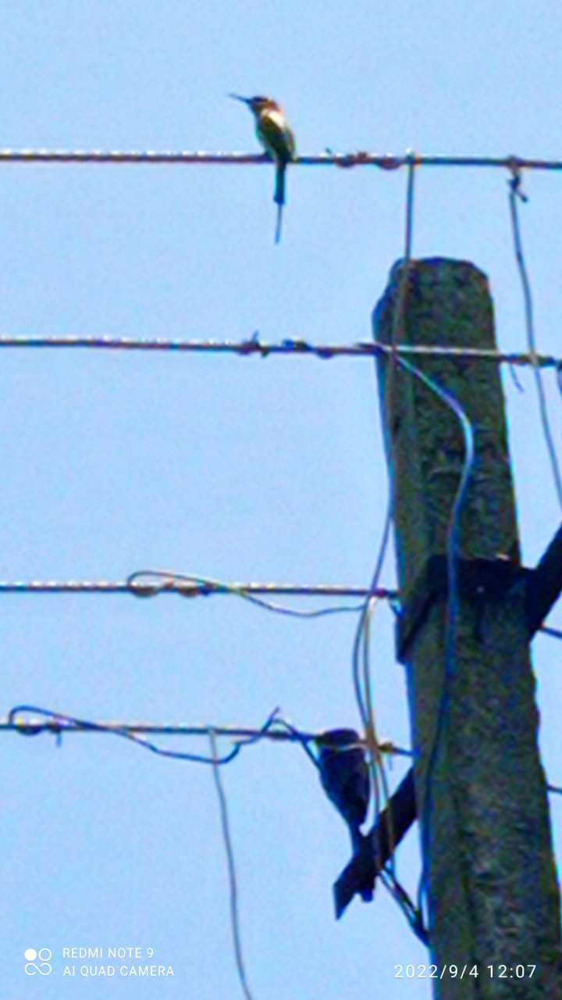 REDMI NOTE 9
AI QUAD CAMERA
2022/9/4 12:07